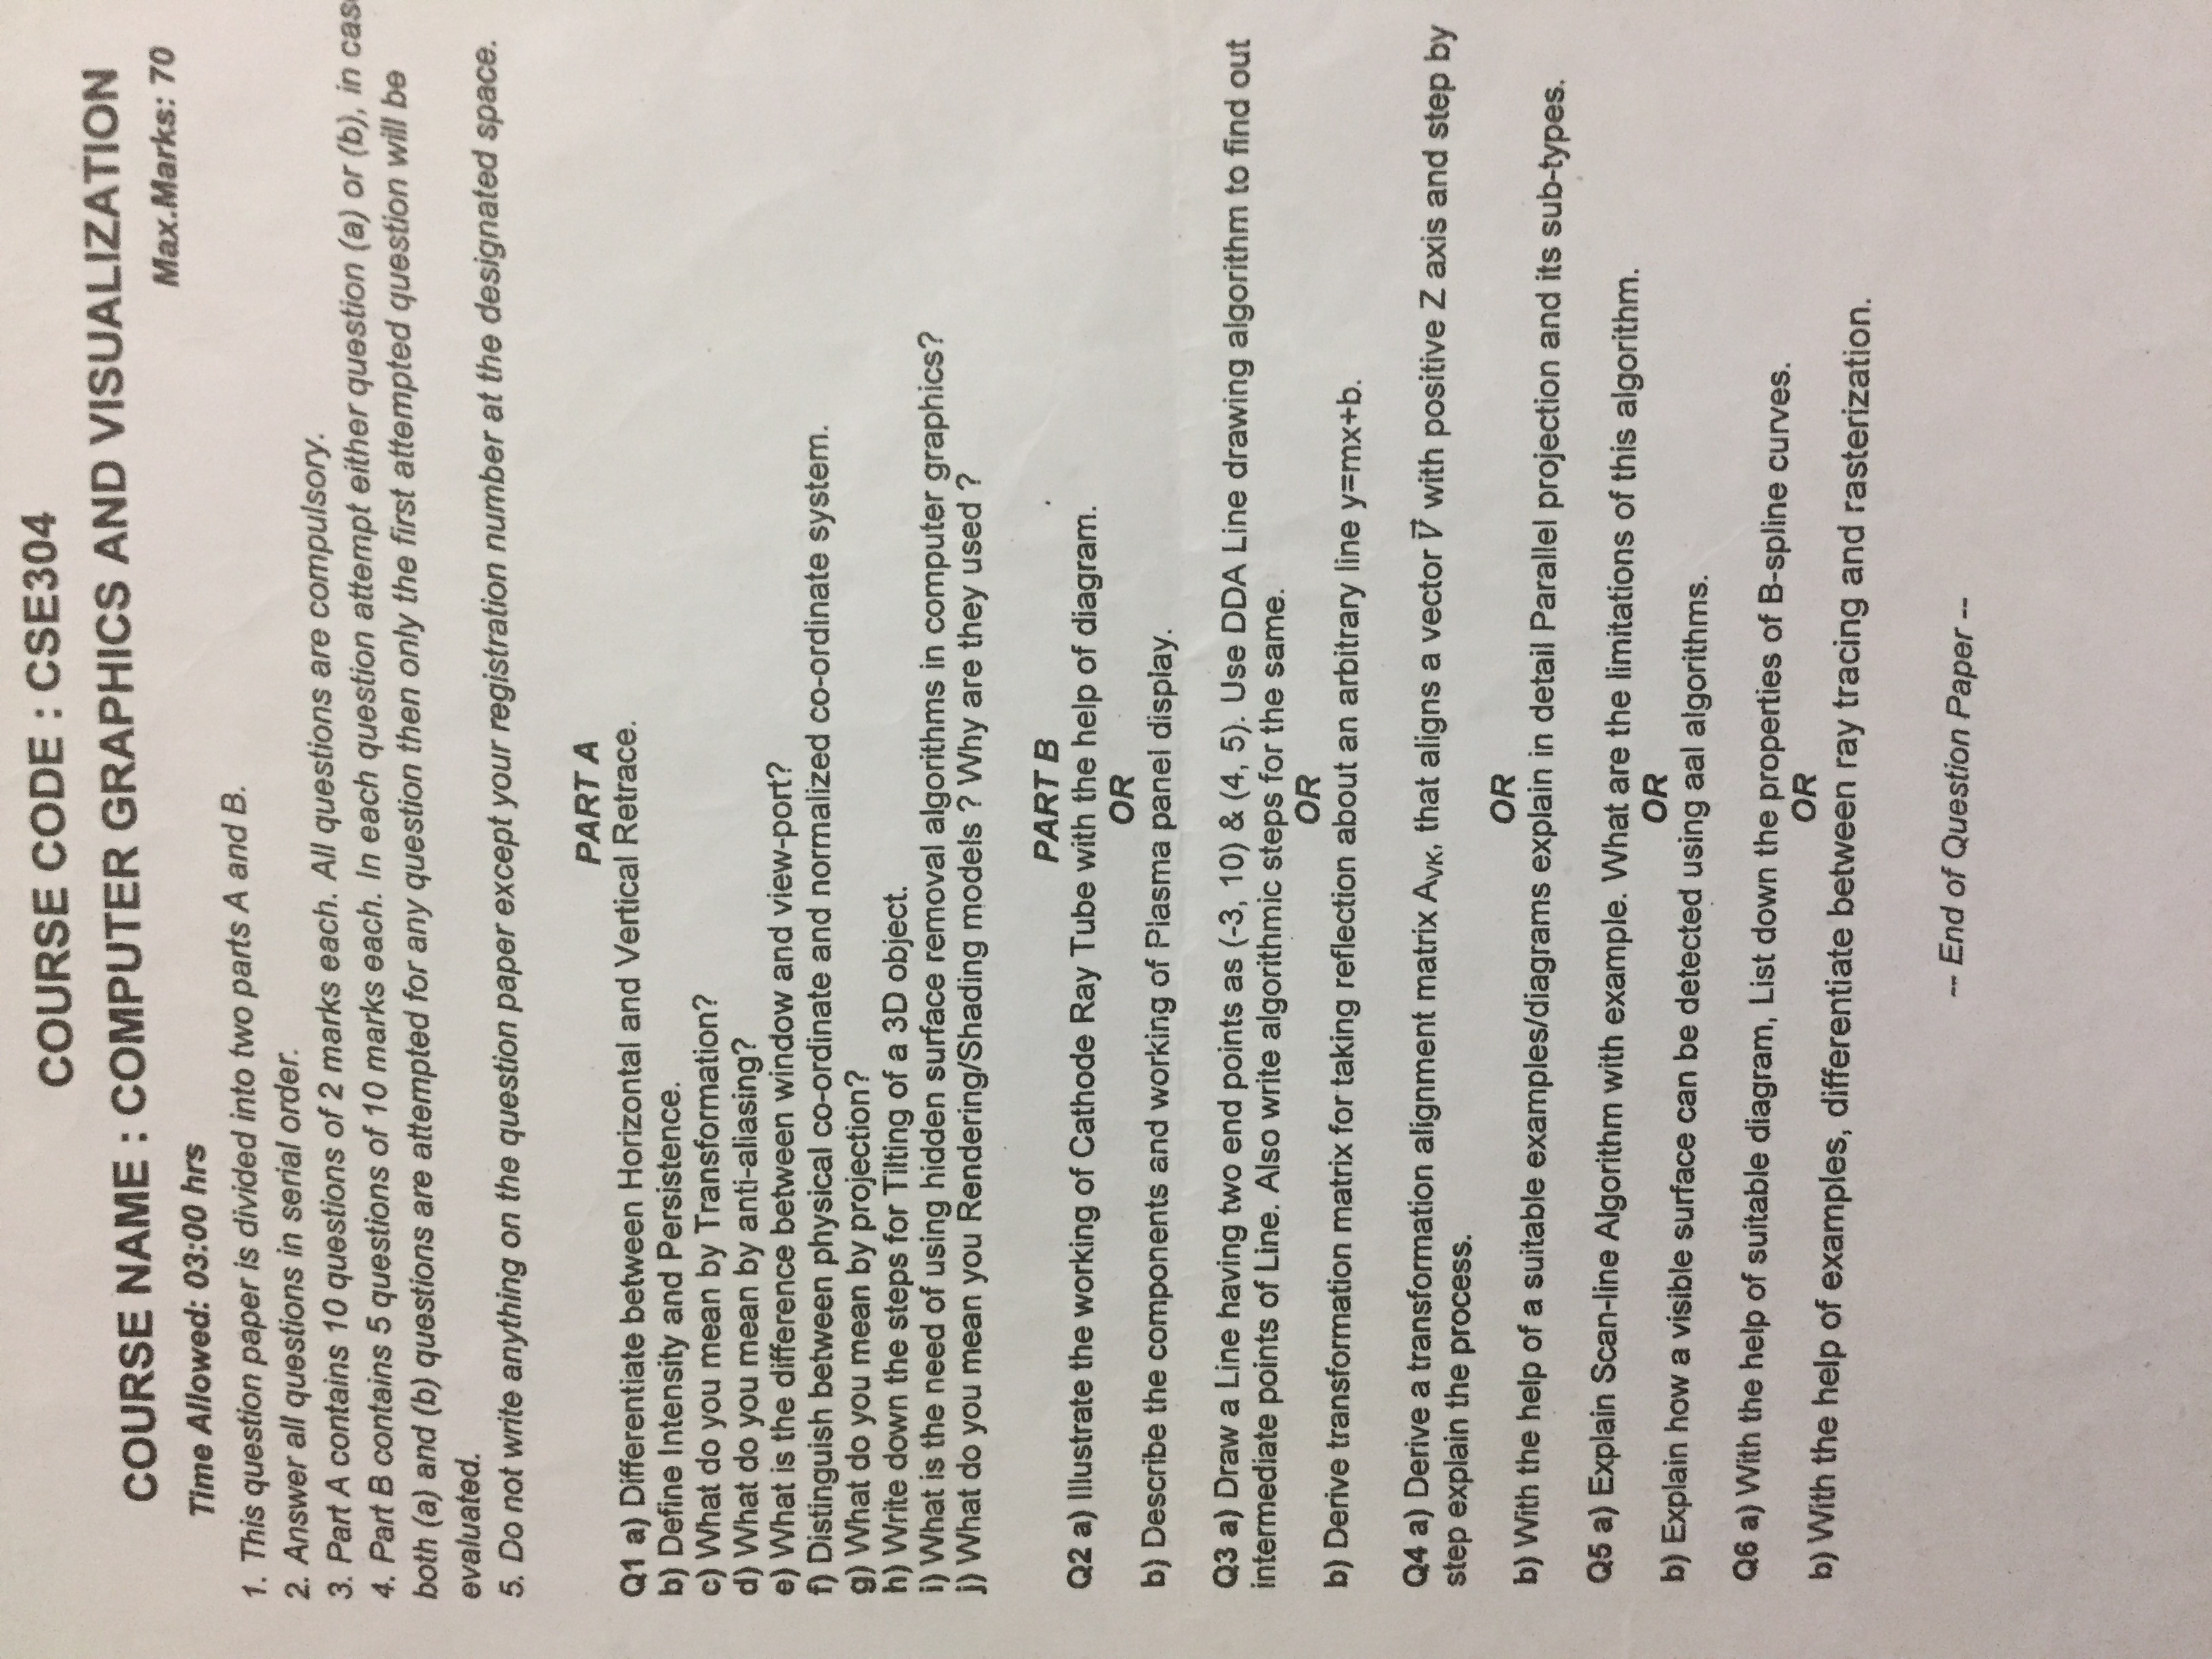 COURSE CODE : CSE304
COURSE NAME : COMPUTER GRAPHICS AND VISUALIZATION
Max.Marks: 70
Time Allowed: 03:00 hrs
1. This question paper is divided into two parts A and B.
2. Answer all questions in serial order.
3. Part A contains 10 questions of 2 marks each. All questions are compulsory.
4. Part B contains 5 questions of 10 marks each. In each question attempt either question (a) or (b), in cas
both (a) and (b) questions are attempted for any question then only the first attempted question will be
evaluated.
5. Do not write anything on the question paper except your registration number at the designated space.
PART A
Q1 a) Differentiate between Horizontal and Vertical Retrace.
b) Define Intensity and Persistence.
c) What do you mean by Transformation?
d) What do you mean by anti-aliasing?
e) What is the difference between window and view-port?
f) Distinguish between physical co-ordinate and normalized co-ordinate system.
g) What do you mean by projection?
h) Write down the steps for Tilting of a 3D object.
i) What is the need of using hidden surface removal algorithms in computer graphics?
j) What do you mean you Rendering/Shading models ? Why are they used ?
PART B
Q2 a) Illustrate the working of Cathode Ray Tube with the help of diagram.
OR
b) Describe the components and working of Plasma panel display.
Q3 a) Draw a Line having two end points as (-3, 10) & (4, 5). Use DDA Line drawing algorithm to find out
intermediate points of Line. Also write algorithmic steps for the same.
OR
b) Derive transformation matrix for taking reflection about an arbitrary line y=mx+b.
Q4 a) Derive a transformation alignment matrix AVK, that aligns a vector V⃗ with positive Z axis and step by
step explain the process.
OR
b) With the help of a suitable examples/diagrams explain in detail Parallel projection and its sub-types.
Q5 a) Explain Scan-line Algorithm with example. What are the limitations of this algorithm.
OR
b) Explain how a visible surface can be detected using aal algorithms.
Q6 a) With the help of suitable diagram, List down the properties of B-spline curves.
OR
b) With the help of examples, differentiate between ray tracing and rasterization.
-- End of Question Paper --